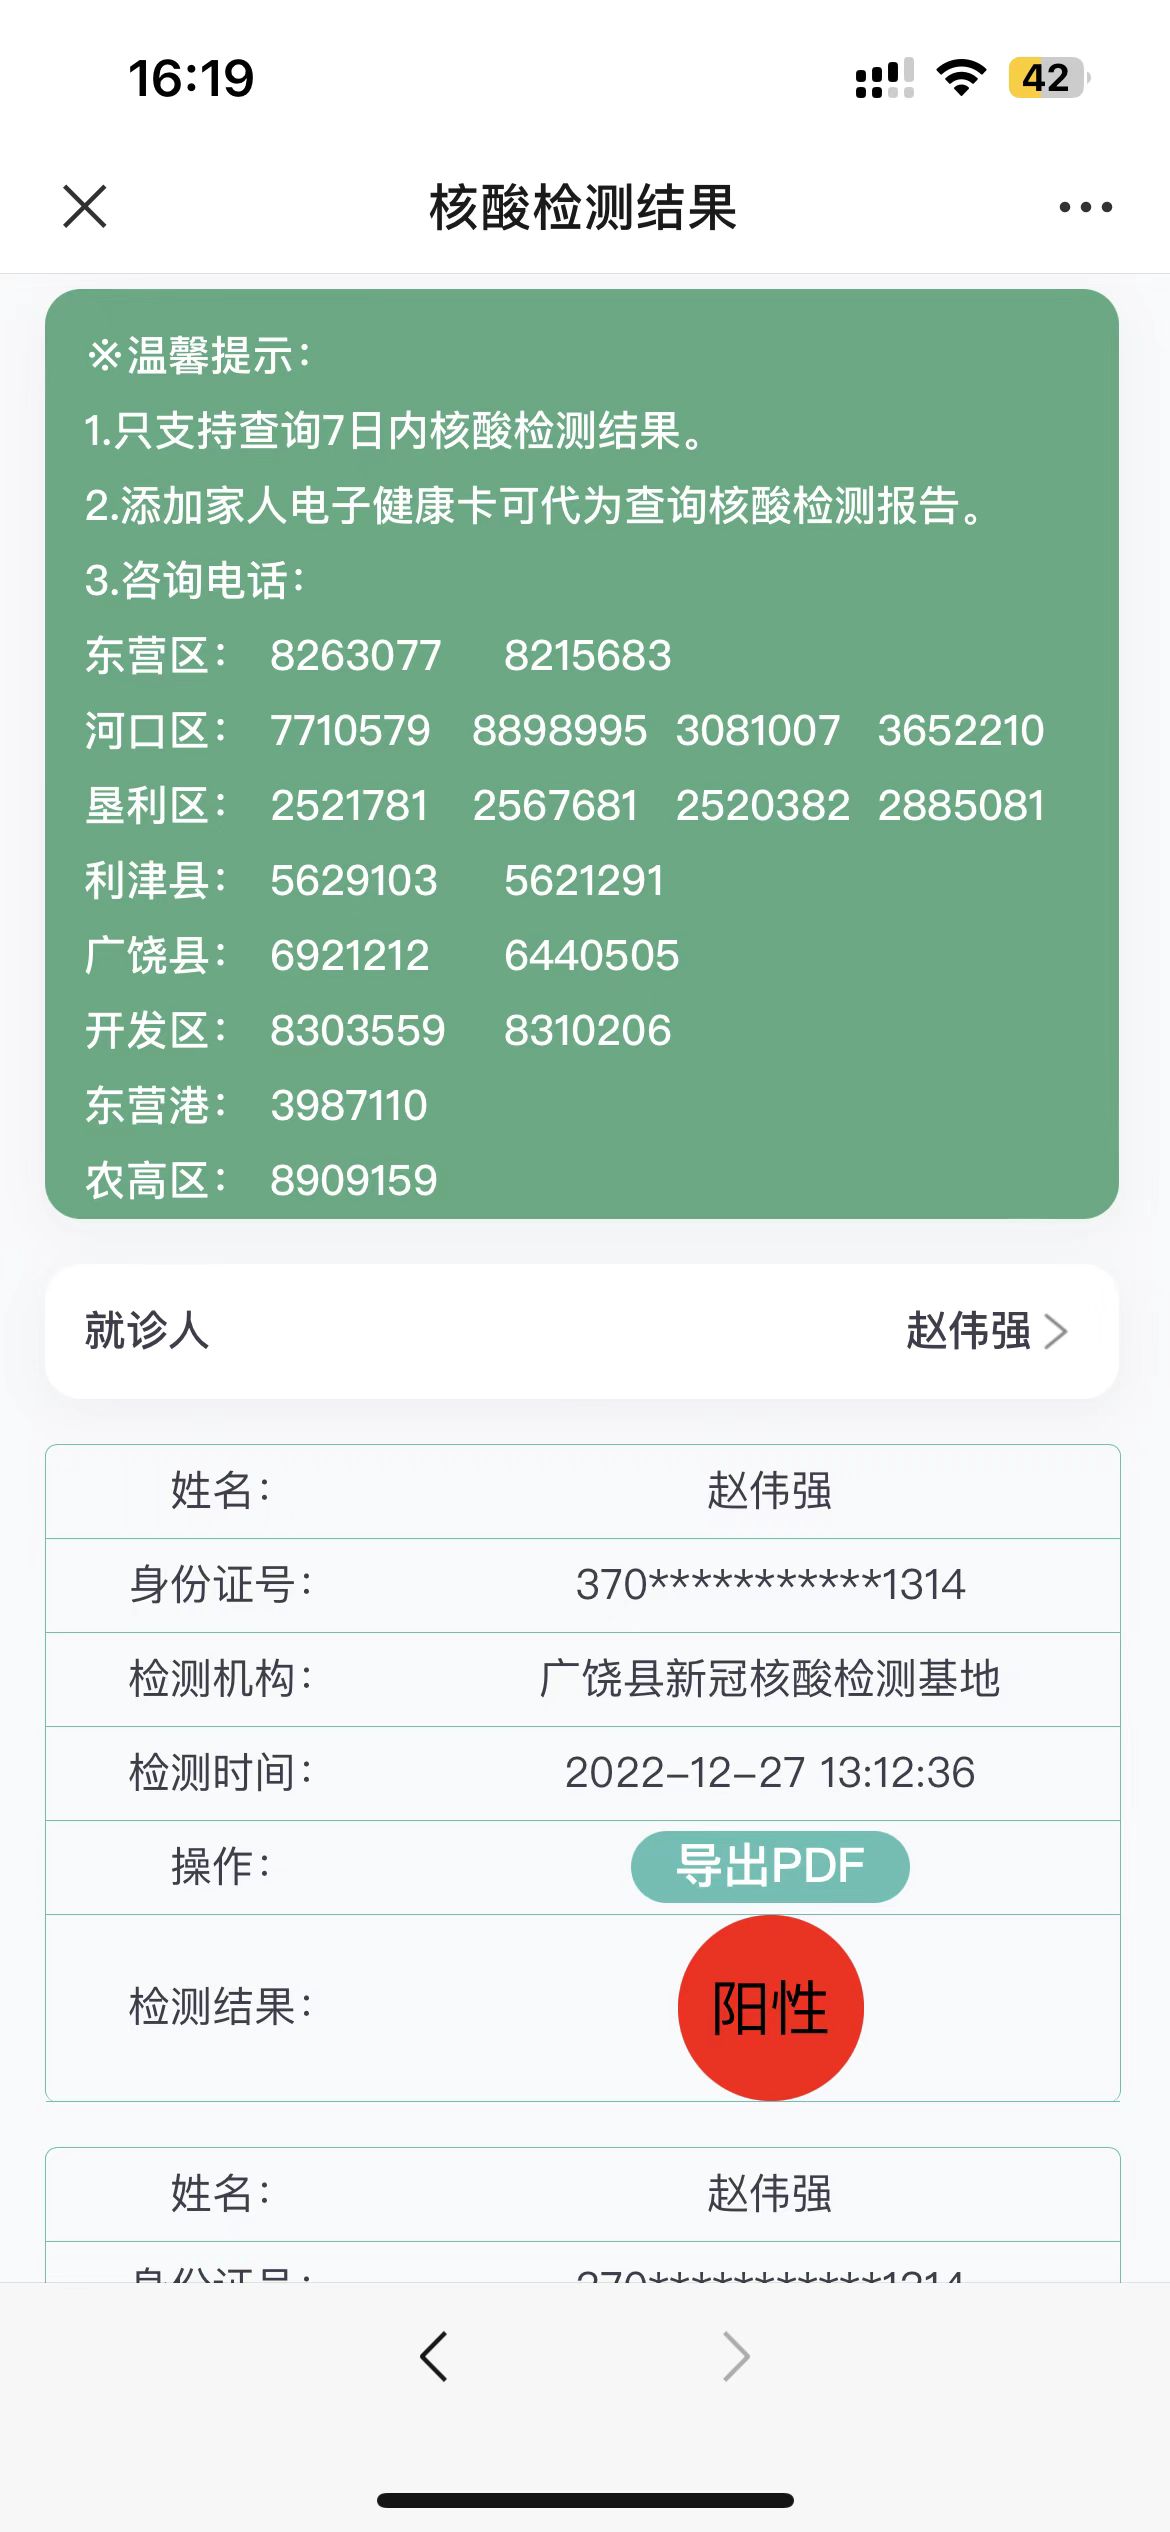 16:19
42
核酸检测结果
※温馨提示：
1.只支持查询7日内核酸检测结果。
2.添加家人电子健康卡可代为查询核酸检测报告。
3.咨询电话：
东营区： 8263077 8215683
河口区： 7710579 8898995 3081007 3652210
垦利区： 2521781 2567681 2520382 2885081
利津县： 5629103 5621291
广饶县： 6921212 6440505
开发区： 8303559 8310206
东营港： 3987110
农高区： 8909159
就诊人 赵伟强
姓名： 赵伟强
身份证号： 370***********1314
检测机构： 广饶县新冠核酸检测基地
检测时间： 2022-12-27 13:12:36
操作： 导出PDF
检测结果： 阳性
姓名： 赵伟强
身份证号： 370***********1314